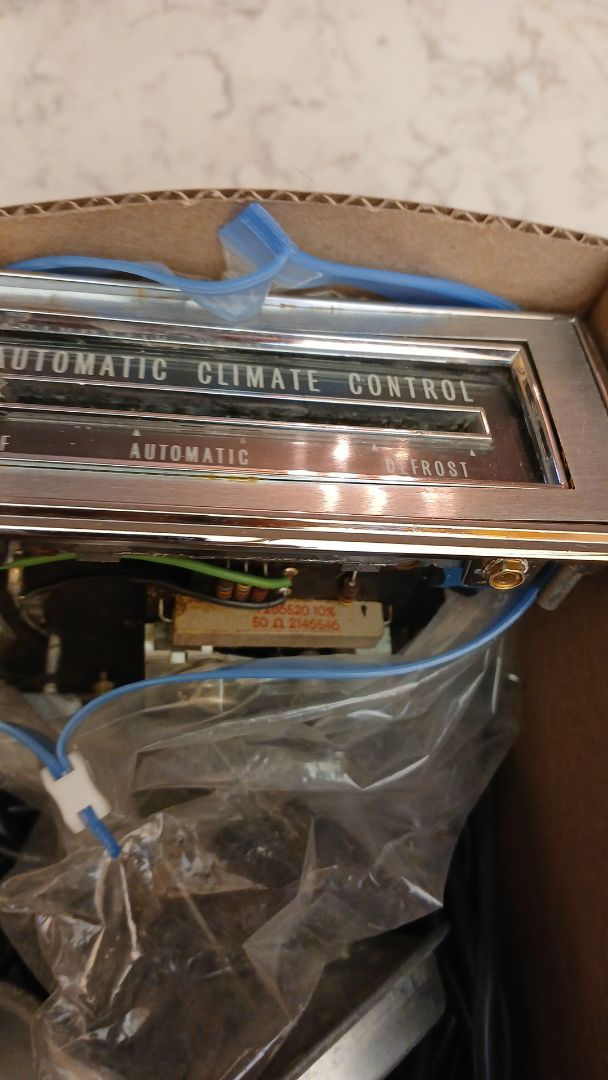 AUTOMATIC CLIMATE CONTROL
F AUTOMATIC DEFROST
10%
50 Ω 2146546